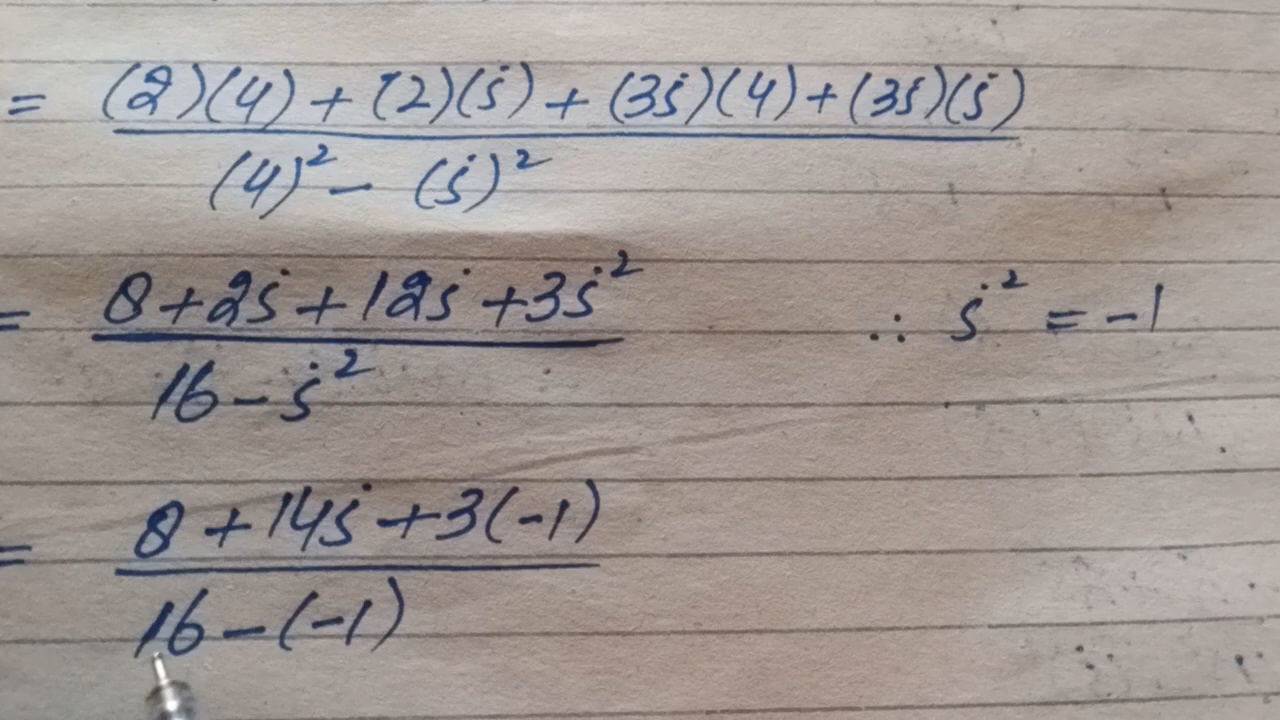 = (2)(4) + (2)(i) + (3i)(4) + (3i)(i)
(4)² - (i)²
= 8 + 2i + 12i + 3i² ∴ i² = -1
16 - i²
= 8 + 14i + 3(-1)
16 - (-1)